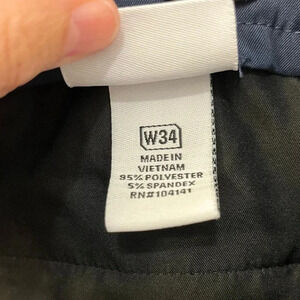 W34
MADE IN
VIETNAM
95% POLYESTER
5% SPANDEX
RN#104141